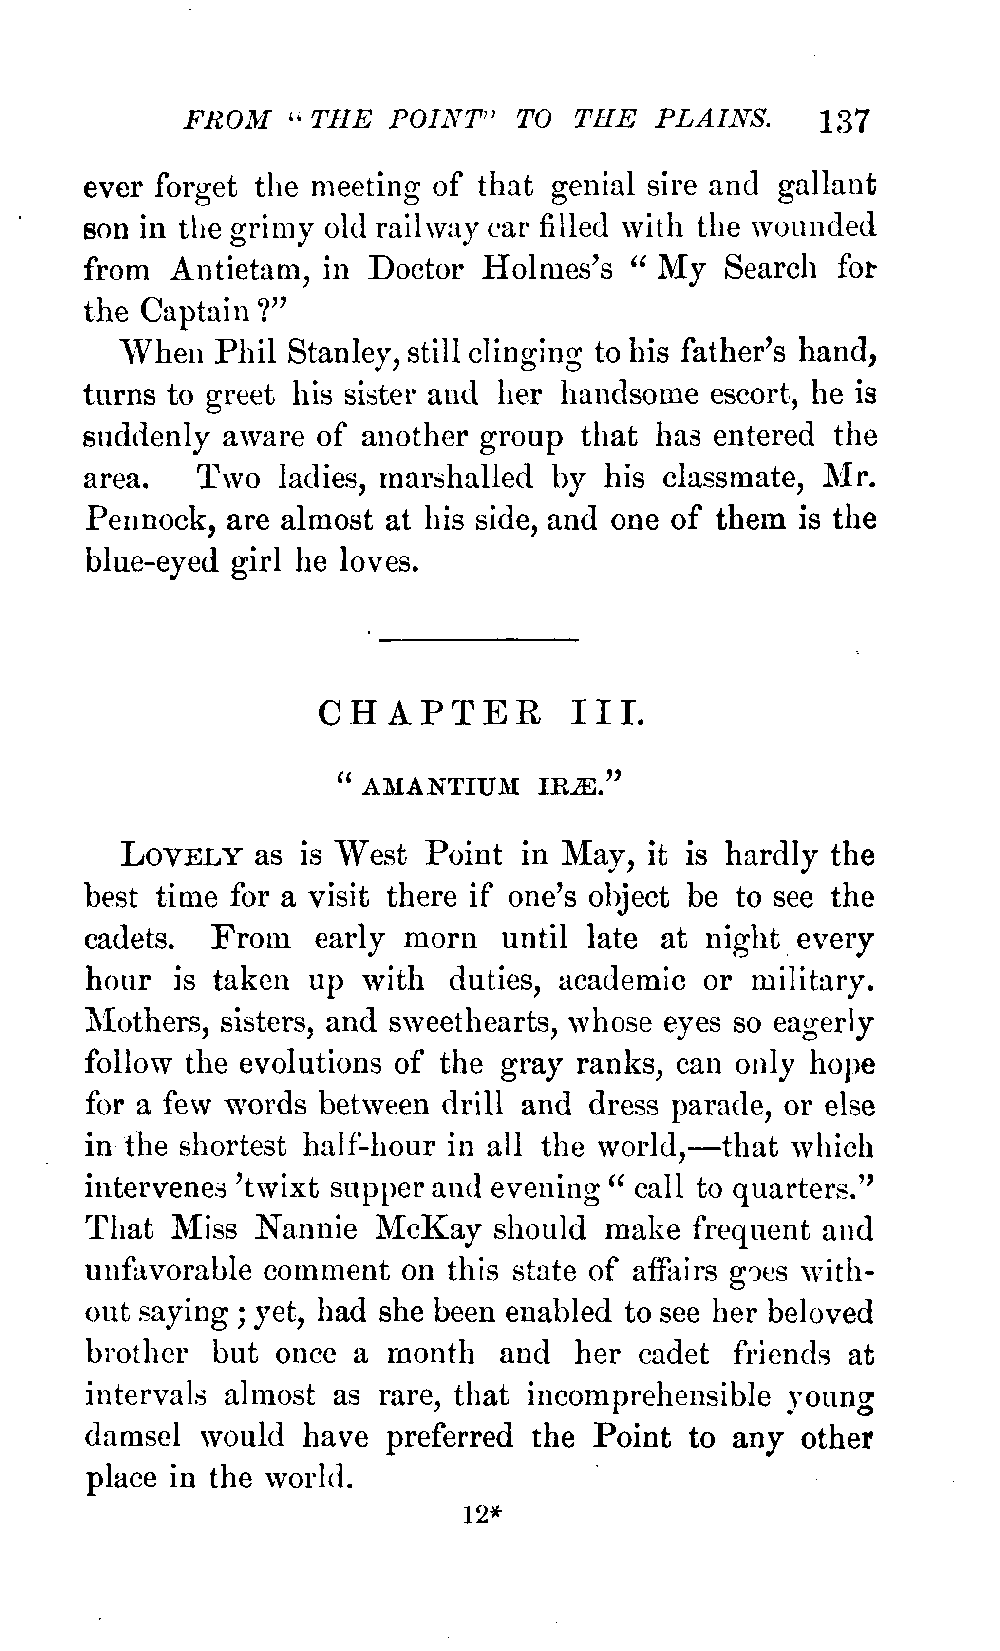 FROM "THE POINT" TO THE PLAINS. 137
ever forget the meeting of that genial sire and gallant
son in the grimy old railway car filled with the wounded
from Antietam, in Doctor Holmes's "My Search for
the Captain?"
When Phil Stanley, still clinging to his father's hand,
turns to greet his sister and her handsome escort, he is
suddenly aware of another group that has entered the
area. Two ladies, marshalled by his classmate, Mr.
Pennock, are almost at his side, and one of them is the
blue-eyed girl he loves.
CHAPTER III.
"AMANTIUM IRÆ."
LOVELY as is West Point in May, it is hardly the
best time for a visit there if one's object be to see the
cadets. From early morn until late at night every
hour is taken up with duties, academic or military.
Mothers, sisters, and sweethearts, whose eyes so eagerly
follow the evolutions of the gray ranks, can only hope
for a few words between drill and dress parade, or else
in the shortest half-hour in all the world,—that which
intervenes 'twixt supper and evening "call to quarters."
That Miss Nannie McKay should make frequent and
unfavorable comment on this state of affairs goes with-
out saying; yet, had she been enabled to see her beloved
brother but once a month and her cadet friends at
intervals almost as rare, that incomprehensible young
damsel would have preferred the Point to any other
place in the world.
12*